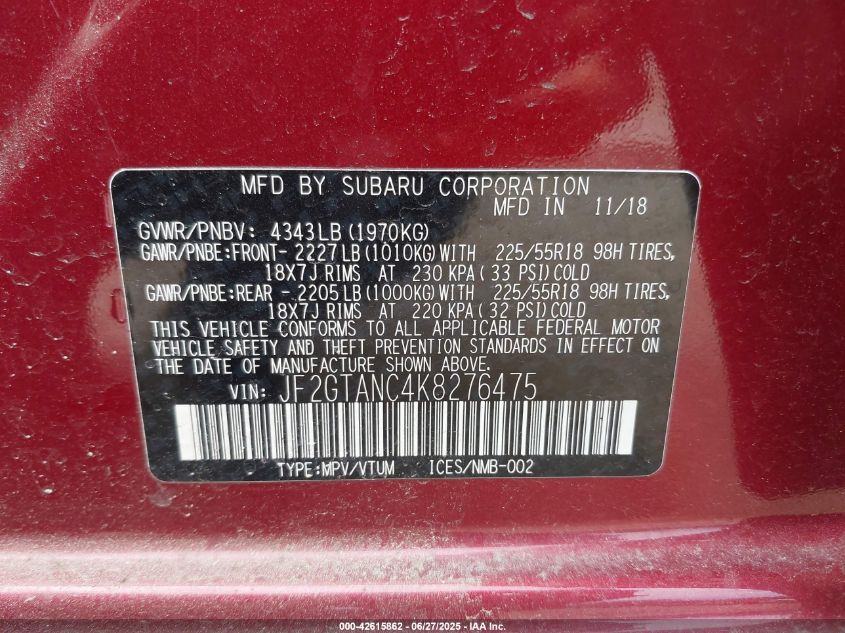 MFD BY SUBARU CORPORATION
MFD IN 11/18
GVWR/PNBV: 4343LB (1970KG)
GAWR/PNBE:FRONT- 2227LB (1010KG) WITH 225/55R18 98H TIRES,
18X7J RIMS AT 230 KPA ( 33 PSI) COLD
GAWR/PNBE:REAR - 2205LB (1000KG) WITH 225/55R18 98H TIRES,
18X7J RIMS AT 220 KPA ( 32 PSI) COLD
THIS VEHICLE CONFORMS TO ALL APPLICABLE FEDERAL MOTOR
VEHICLE SAFETY AND THEFT PREVENTION STANDARDS IN EFFECT ON
THE DATE OF MANUFACTURE SHOWN ABOVE.
VIN: JF2GTANC4K8276475
TYPE:MPV/VTUM ICES/NMB-002
000-42615862 - 06/27/2025 - IAA Inc.